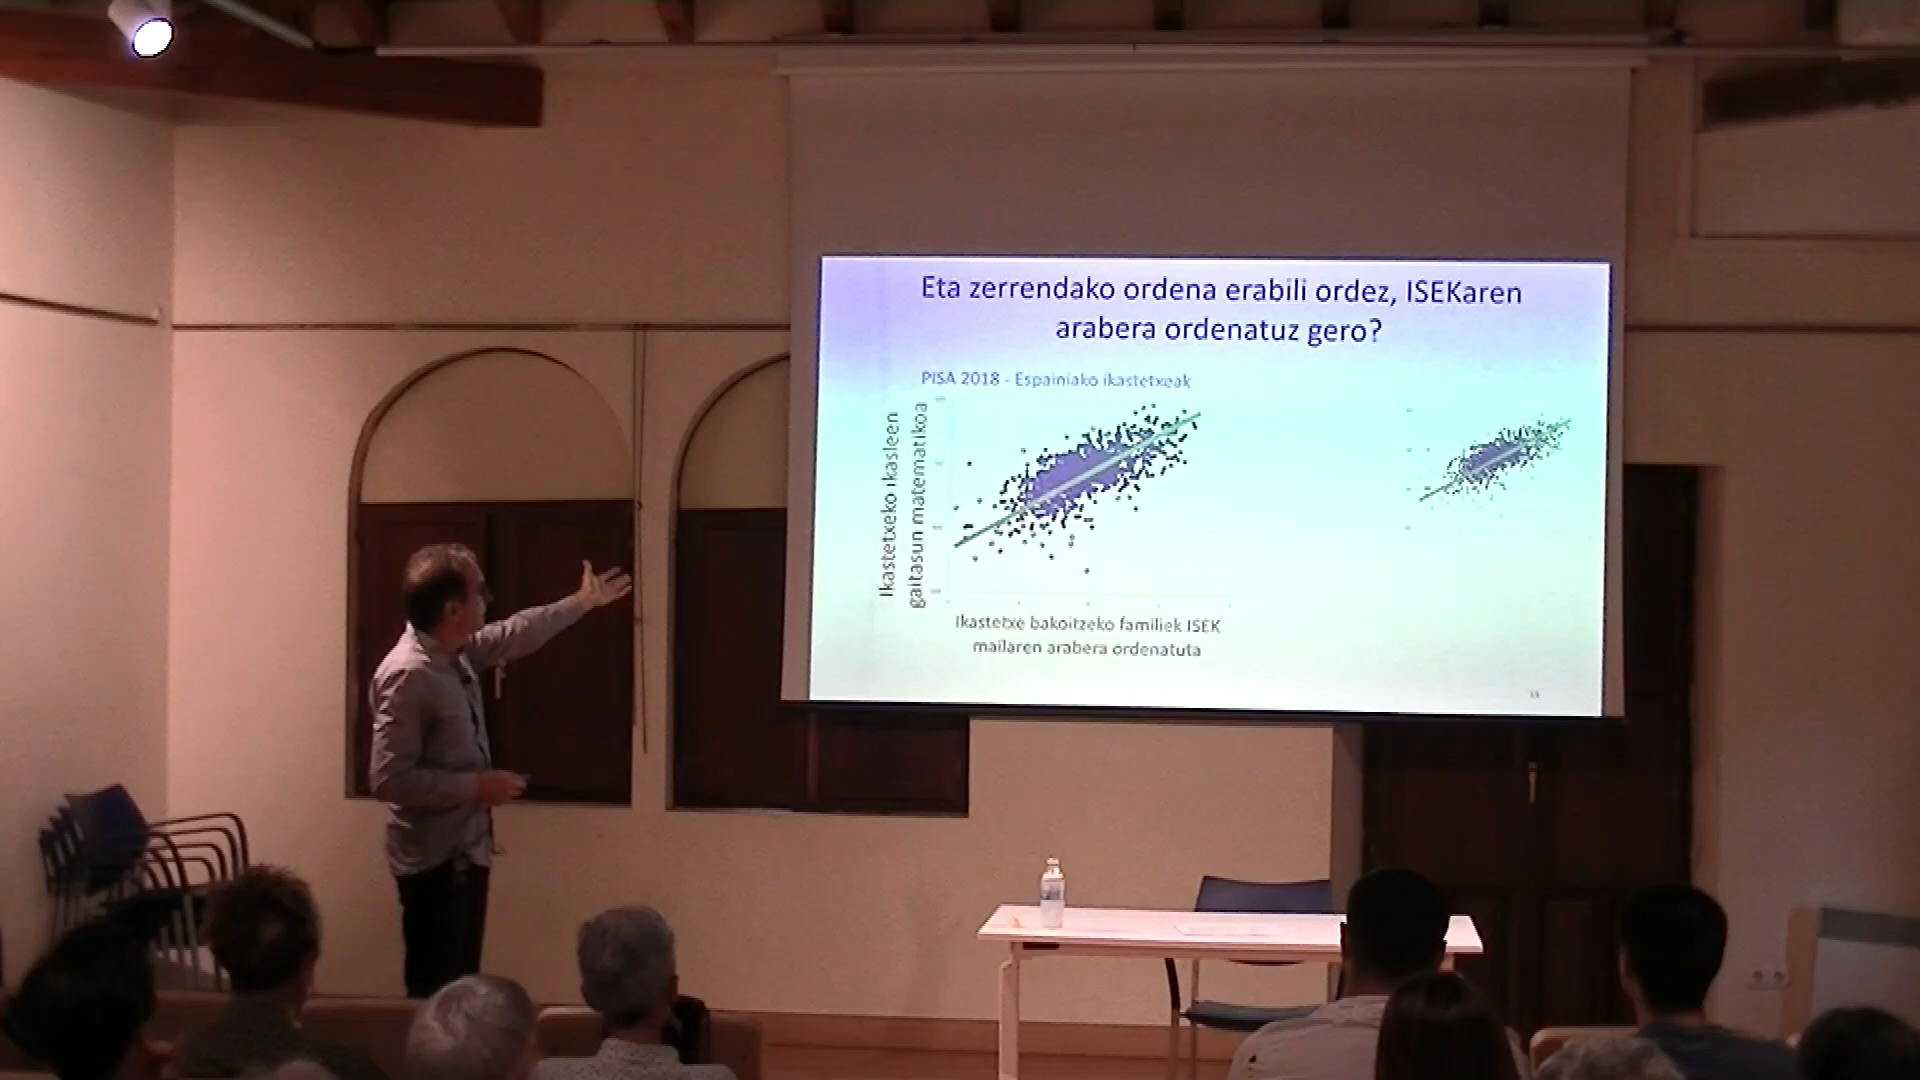 Eta zerrendako ordena erabili ordez, ISEKaren
arabera ordenatuz gero?
PISA 2018 - Espainiako ikastetxeak
Ikastetxeko ikasleen
gaitasun matematikoa
Ikastetxe bakoitzeko familiek ISEK
mailaren arabera ordenatuta